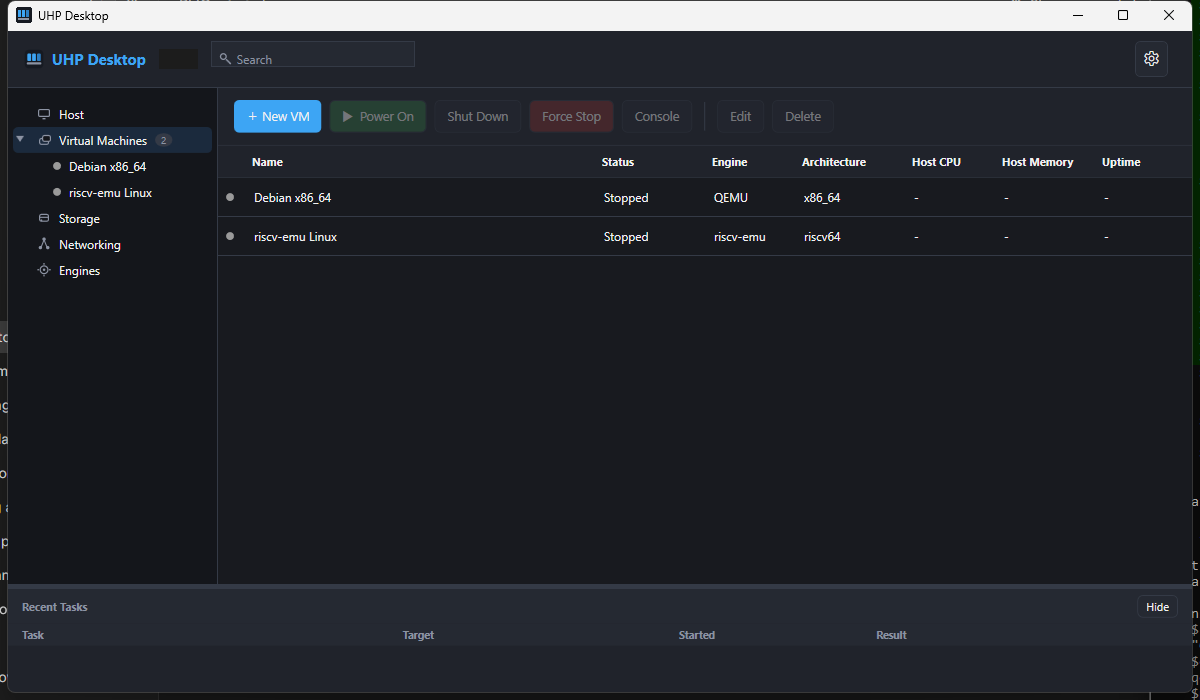 UHP Desktop
UHP Desktop
Search
Host
Virtual Machines 2
Debian x86_64
riscv-emu Linux
Storage
Networking
Engines
+ New VM Power On Shut Down Force Stop Console Edit Delete
Name Status Engine Architecture Host CPU Host Memory Uptime
Debian x86_64 Stopped QEMU x86_64 - - -
riscv-emu Linux Stopped riscv-emu riscv64 - - -
Recent Tasks Hide
Task Target Started Result